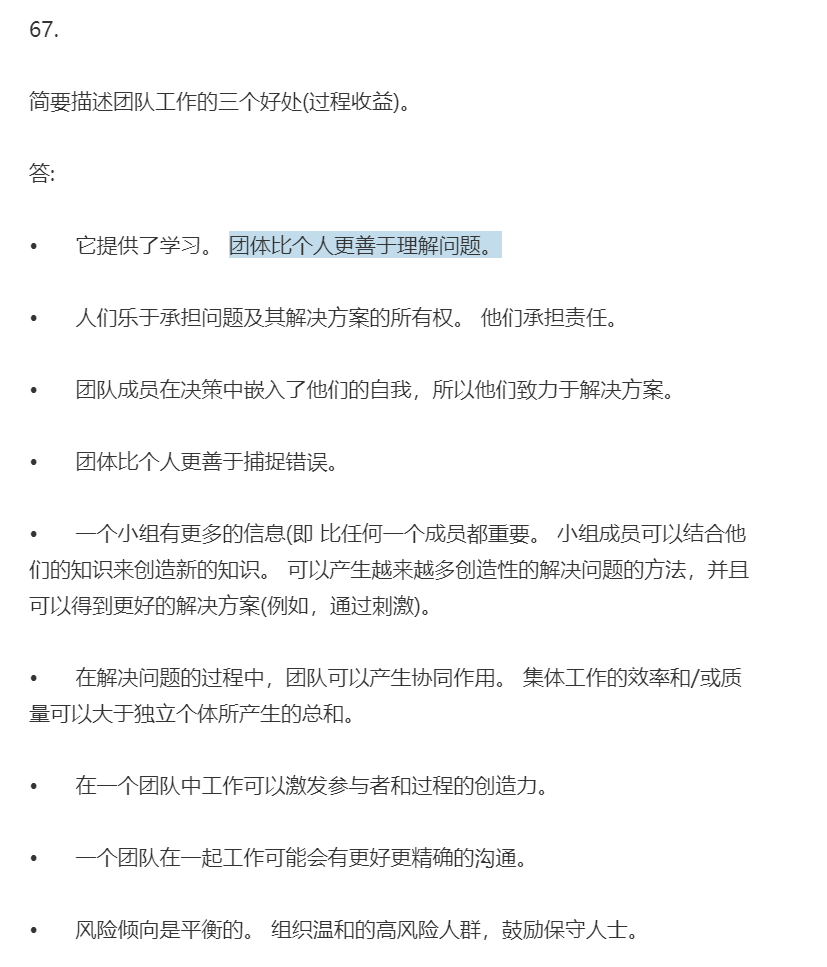 67.
简要描述团队工作的三个好处(过程收益)。
答:
• 它提供了学习。 团体比个人更善于理解问题。
• 人们乐于承担问题及其解决方案的所有权。 他们承担责任。
• 团队成员在决策中嵌入了他们的自我，所以他们致力于解决方案。
• 团体比个人更善于捕捉错误。
• 一个小组有更多的信息(即 比任何一个成员都重要。 小组成员可以结合他
们的知识来创造新的知识。 可以产生越来越多创造性的解决问题的方法，并且
可以得到更好的解决方案(例如，通过刺激)。
• 在解决问题的过程中，团队可以产生协同作用。 集体工作的效率和/或质
量可以大于独立个体所产生的总和。
• 在一个团队中工作可以激发参与者和过程的创造力。
• 一个团队在一起工作可能会有更好更精确的沟通。
• 风险倾向是平衡的。 组织温和的高风险人群，鼓励保守人士。